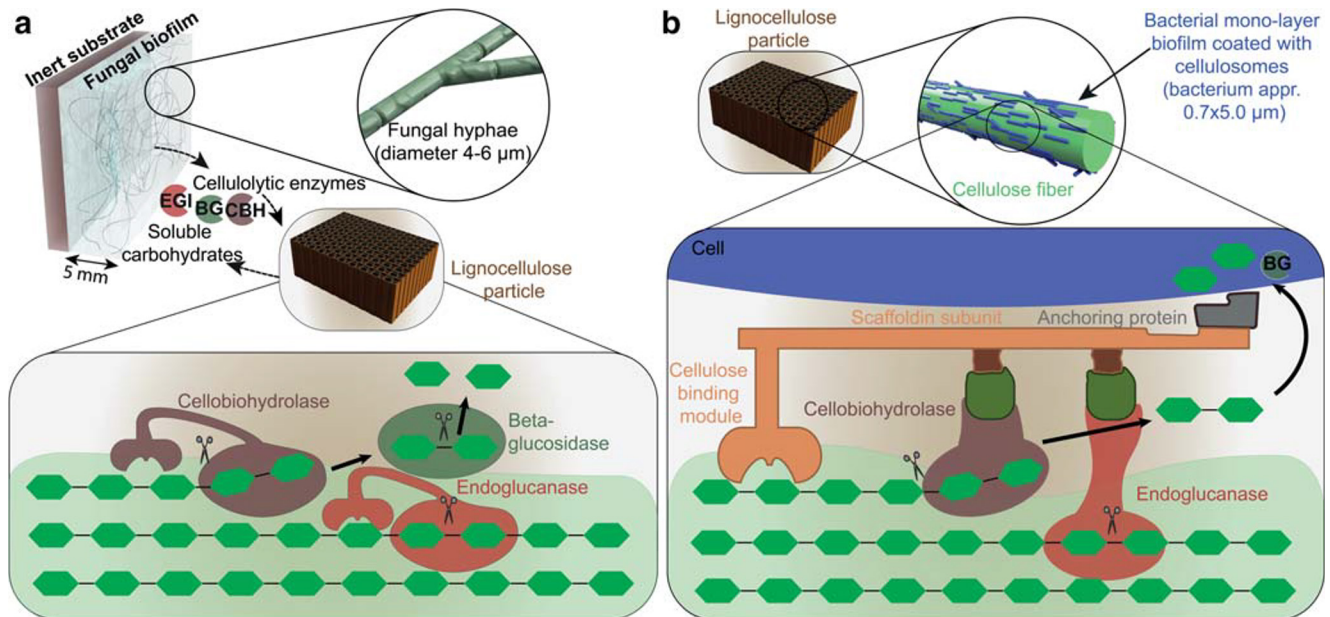 a
Inert substrate
Fungal biofilm
Fungal hyphae
(diameter 4-6 µm)
Cellulolytic enzymes
EGI
BG
CBH
Soluble
carbohydrates
5 mm
Lignocellulose
particle
Cellobiohydrolase
Beta-
glucosidase
Endoglucanase
b
Lignocellulose
particle
Bacterial mono-layer
biofilm coated with
cellulosomes
(bacterium appr.
0.7x5.0 µm)
Cellulose fiber
Cell
BG
Scaffoldin subunit
Anchoring protein
Cellulose
binding
module
Cellobiohydrolase
Endoglucanase